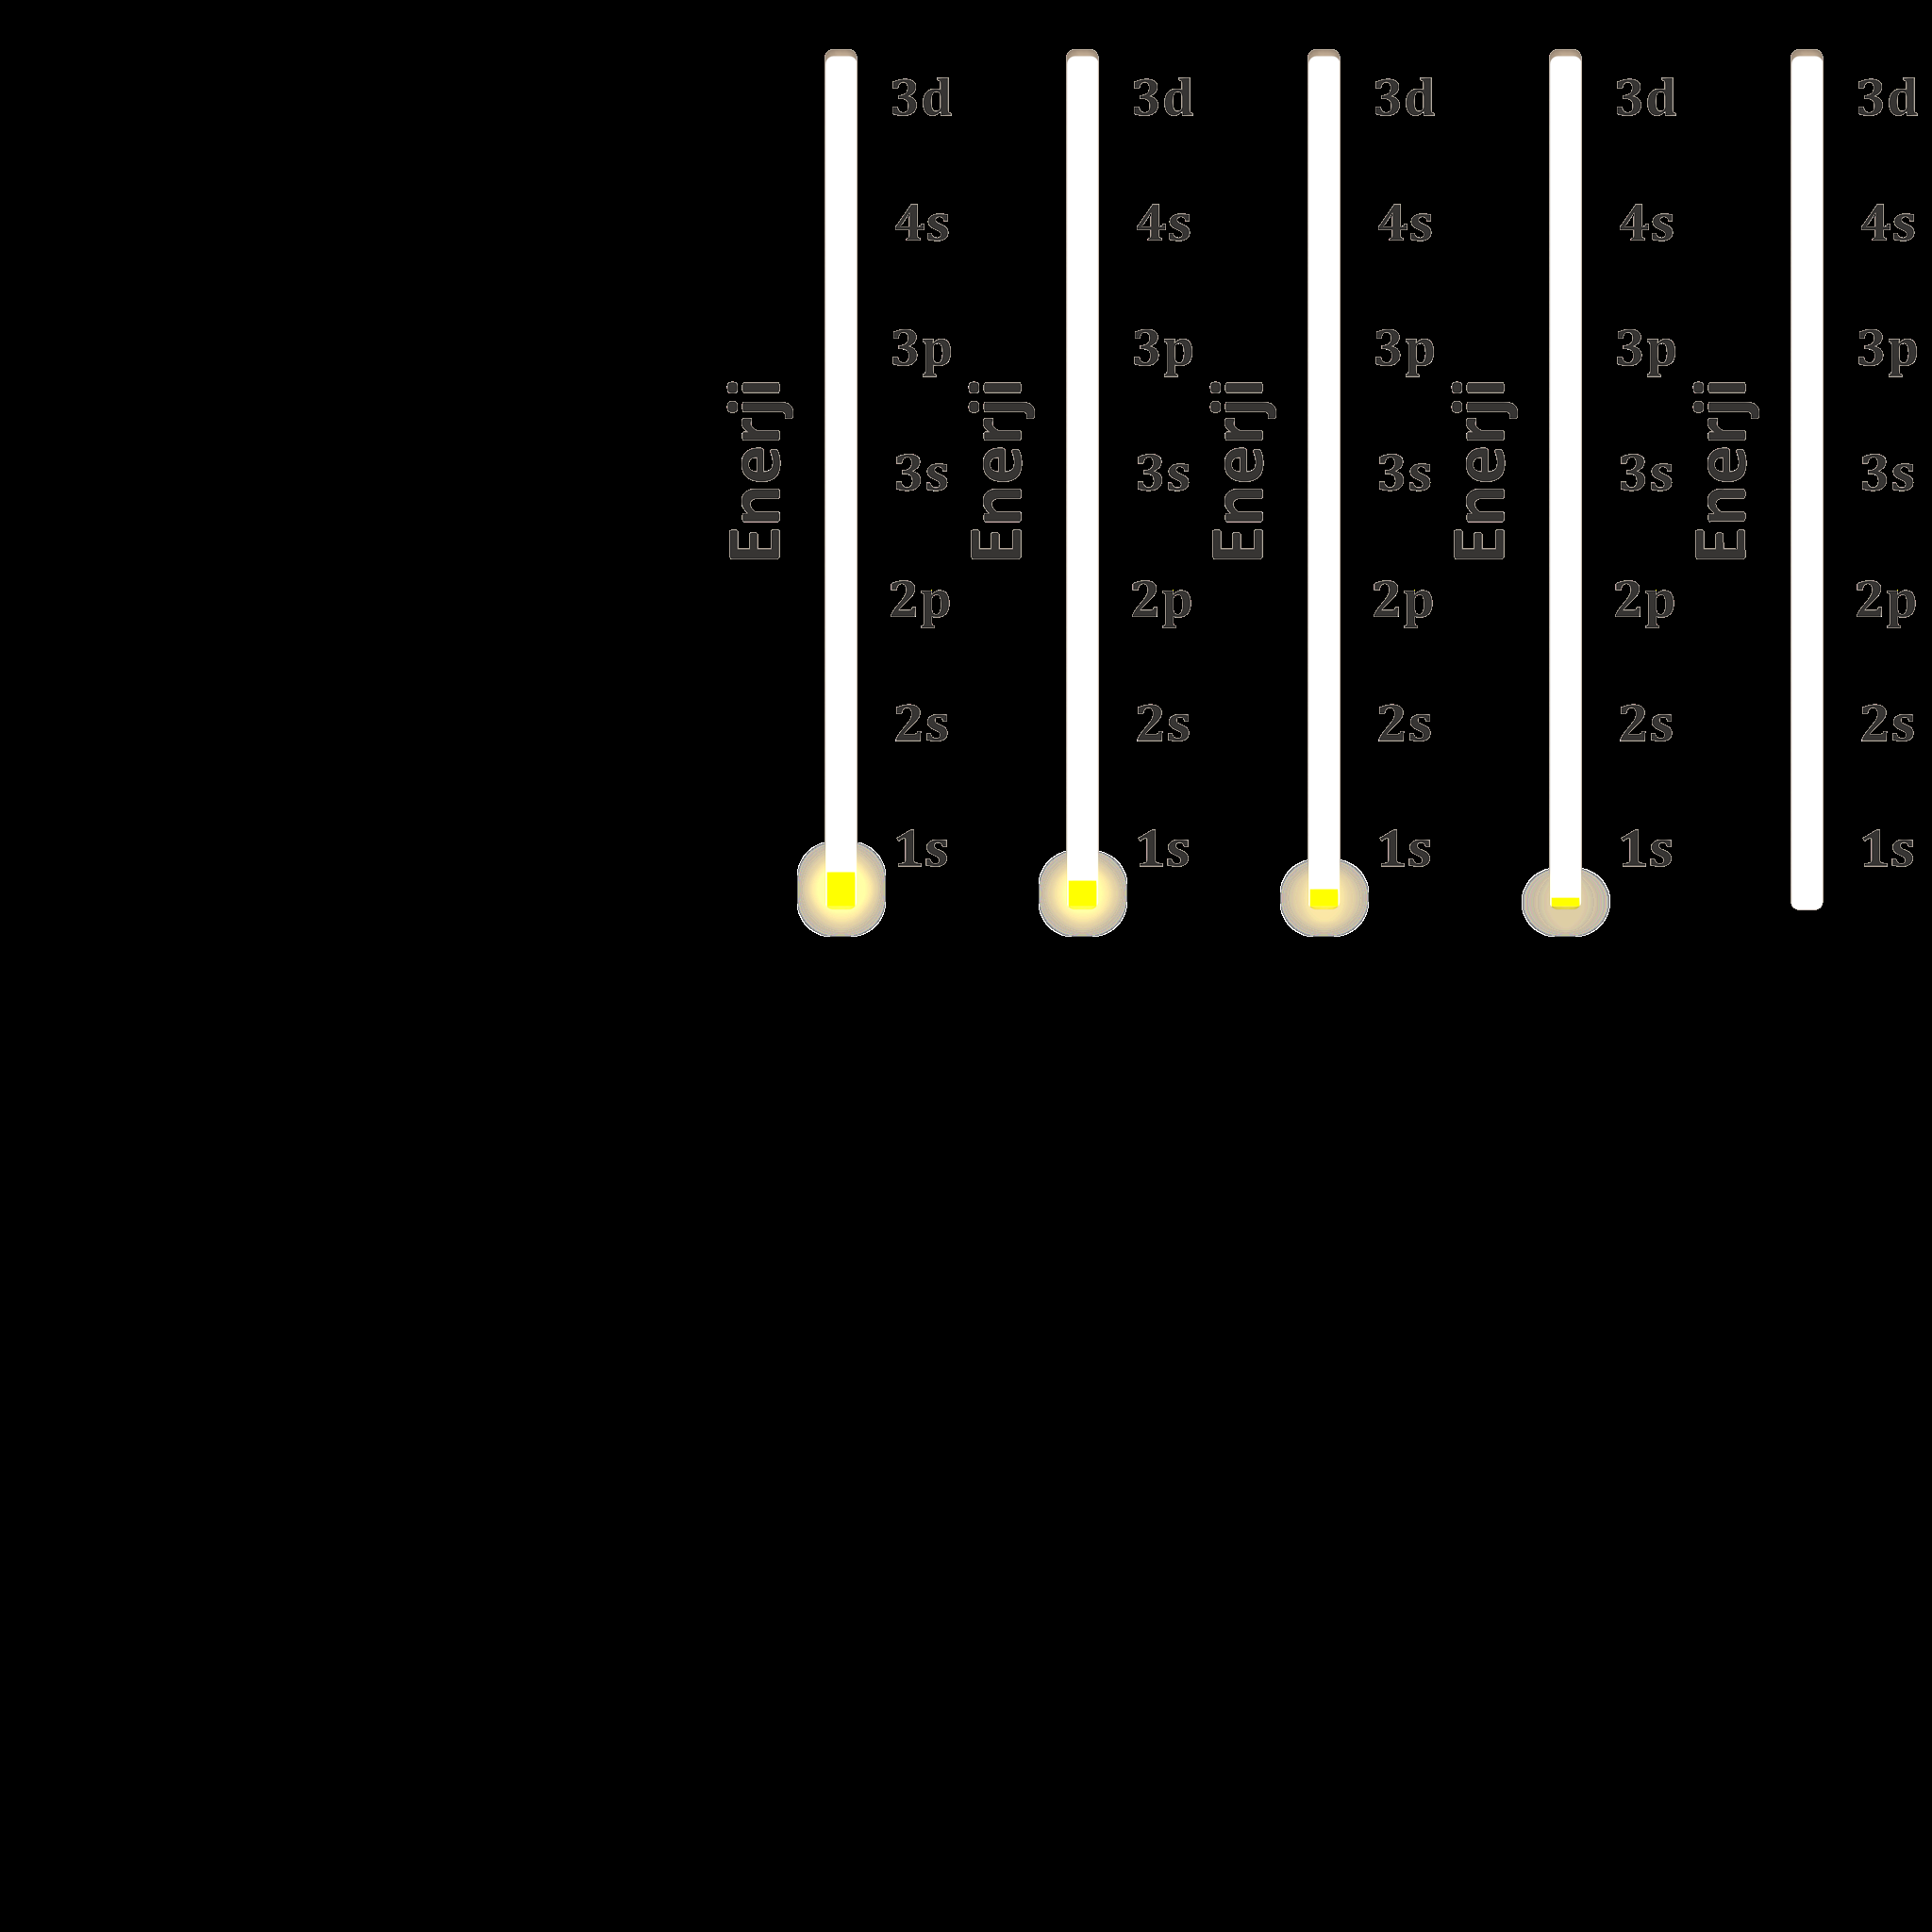 3d 3d 3d 3d 3d
4s 4s 4s 4s 4s
3p 3p 3p 3p 3p
Enerji Enerji Enerji Enerji Enerji
3s 3s 3s 3s 3s
2p 2p 2p 2p 2p
2s 2s 2s 2s 2s
1s 1s 1s 1s 1s